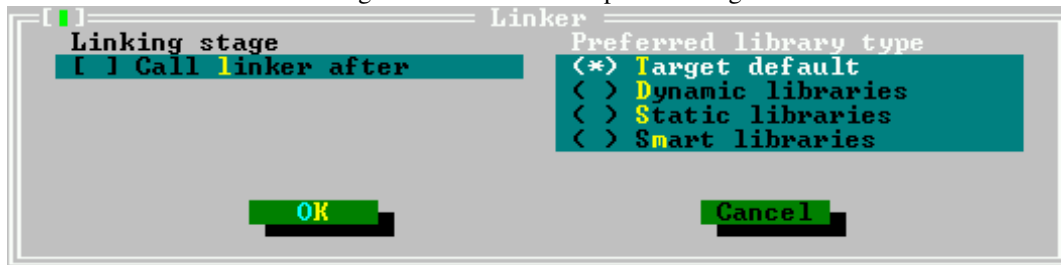 [■] Linker
Linking stage
[ ] Call linker after
Preferred library type
(*) Target default
( ) Dynamic libraries
( ) Static libraries
( ) Smart libraries
OK
Cancel